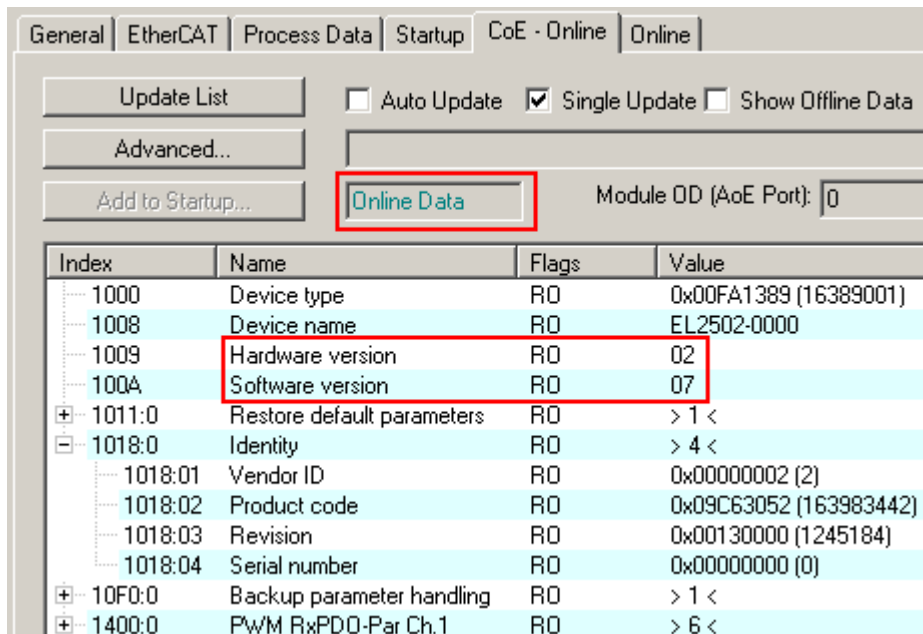 General EtherCAT Process Data Startup CoE - Online Online
Update List Auto Update Single Update Show Offline Data
Advanced...
Add to Startup... Online Data Module OD (AoE Port): 0
Index Name Flags Value
1000 Device type RO 0x00FA1389 (16389001)
1008 Device name RO EL2502-0000
1009 Hardware version RO 02
100A Software version RO 07
1011:0 Restore default parameters RO > 1 <
1018:0 Identity RO > 4 <
1018:01 Vendor ID RO 0x00000002 (2)
1018:02 Product code RO 0x09C63052 (163983442)
1018:03 Revision RO 0x00130000 (1245184)
1018:04 Serial number RO 0x00000000 (0)
10F0:0 Backup parameter handling RO > 1 <
1400:0 PWM RxPDO-Par Ch.1 RO > 6 <